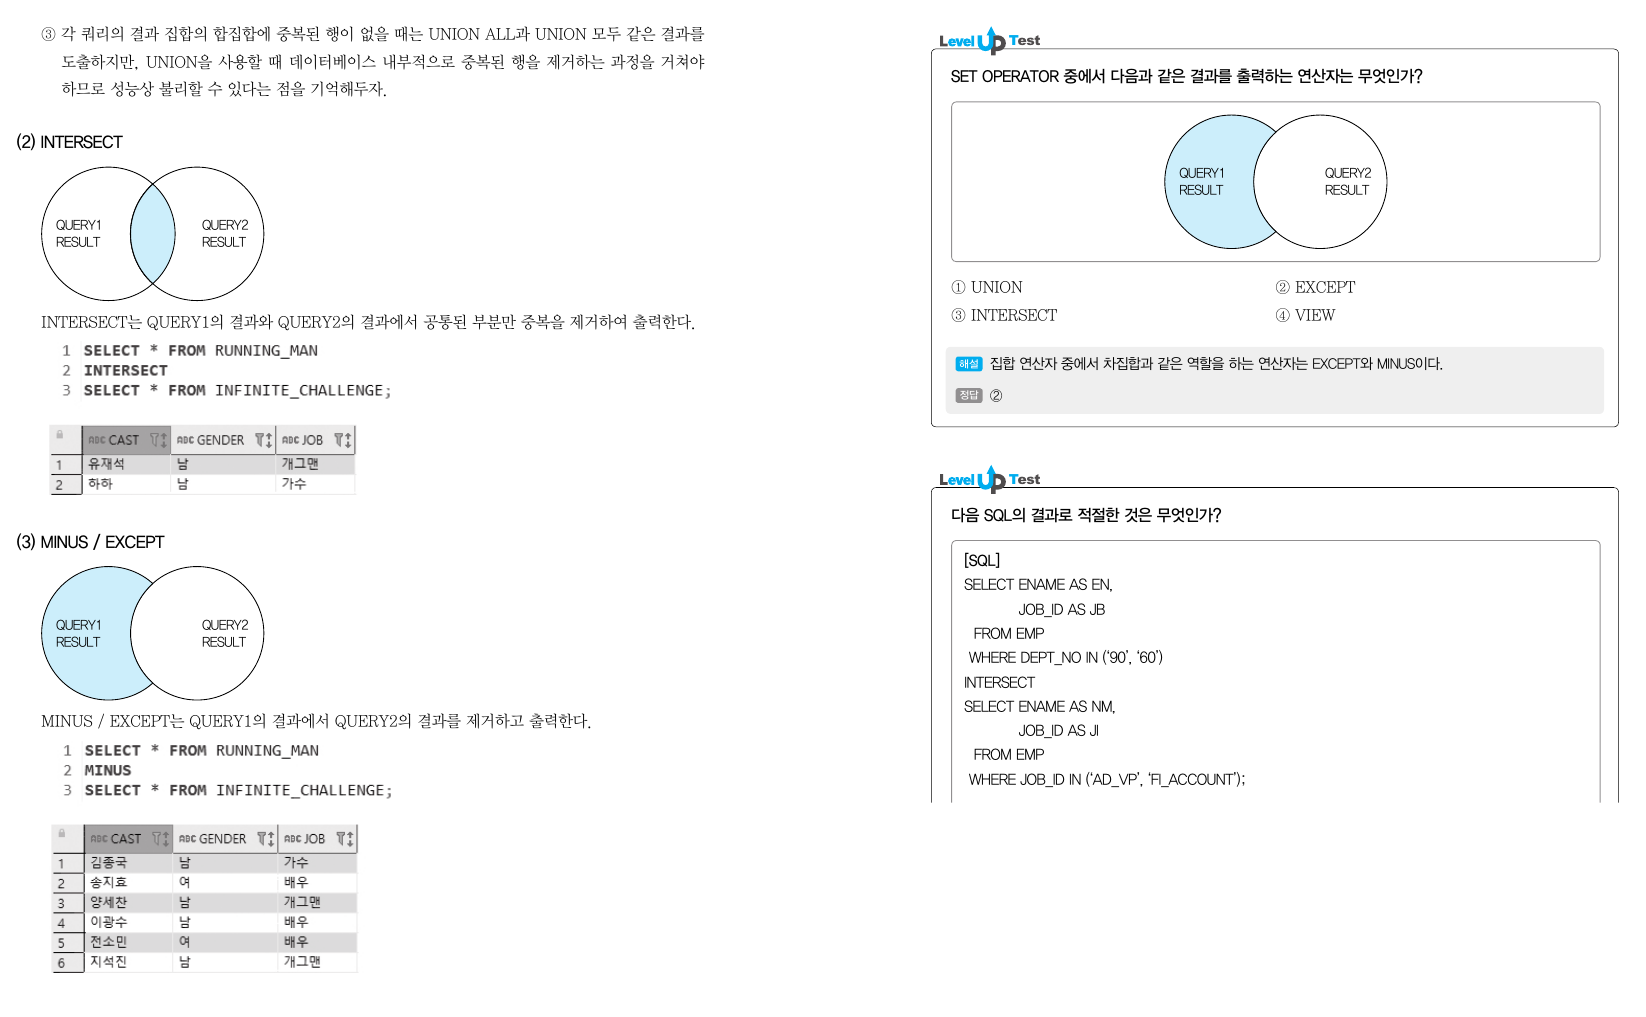 ③ 각 쿼리의 결과 집합의 합집합에 중복된 행이 없을 때는 UNION ALL과 UNION 모두 같은 결과를
도출하지만, UNION을 사용할 때 데이터베이스 내부적으로 중복된 행을 제거하는 과정을 거쳐야
하므로 성능상 불리할 수 있다는 점을 기억해두자.
(2) INTERSECT
QUERY1 QUERY2
RESULT RESULT
INTERSECT는 QUERY1의 결과와 QUERY2의 결과에서 공통된 부분만 중복을 제거하여 출력한다.
1 SELECT * FROM RUNNING_MAN
2 INTERSECT
3 SELECT * FROM INFINITE_CHALLENGE;
ABC CAST ABC GENDER ABC JOB
1 유재석 남 개그맨
2 하하 남 가수
(3) MINUS / EXCEPT
QUERY1 QUERY2
RESULT RESULT
MINUS / EXCEPT는 QUERY1의 결과에서 QUERY2의 결과를 제거하고 출력한다.
1 SELECT * FROM RUNNING_MAN
2 MINUS
3 SELECT * FROM INFINITE_CHALLENGE;
ABC CAST ABC GENDER ABC JOB
1 김종국 남 가수
2 송지효 여 배우
3 양세찬 남 개그맨
4 이광수 남 배우
5 전소민 여 배우
6 지석진 남 개그맨
Level Up Test
SET OPERATOR 중에서 다음과 같은 결과를 출력하는 연산자는 무엇인가?
QUERY1 QUERY2
RESULT RESULT
① UNION ② EXCEPT
③ INTERSECT ④ VIEW
해설 집합 연산자 중에서 차집합과 같은 역할을 하는 연산자는 EXCEPT와 MINUS이다.
정답 ②
Level Up Test
다음 SQL의 결과로 적절한 것은 무엇인가?
[SQL]
SELECT ENAME AS EN,
JOB_ID AS JB
FROM EMP
WHERE DEPT_NO IN (‘90’, ‘60’)
INTERSECT
SELECT ENAME AS NM,
JOB_ID AS JI
FROM EMP
WHERE JOB_ID IN (‘AD_VP’, ‘FI_ACCOUNT’);